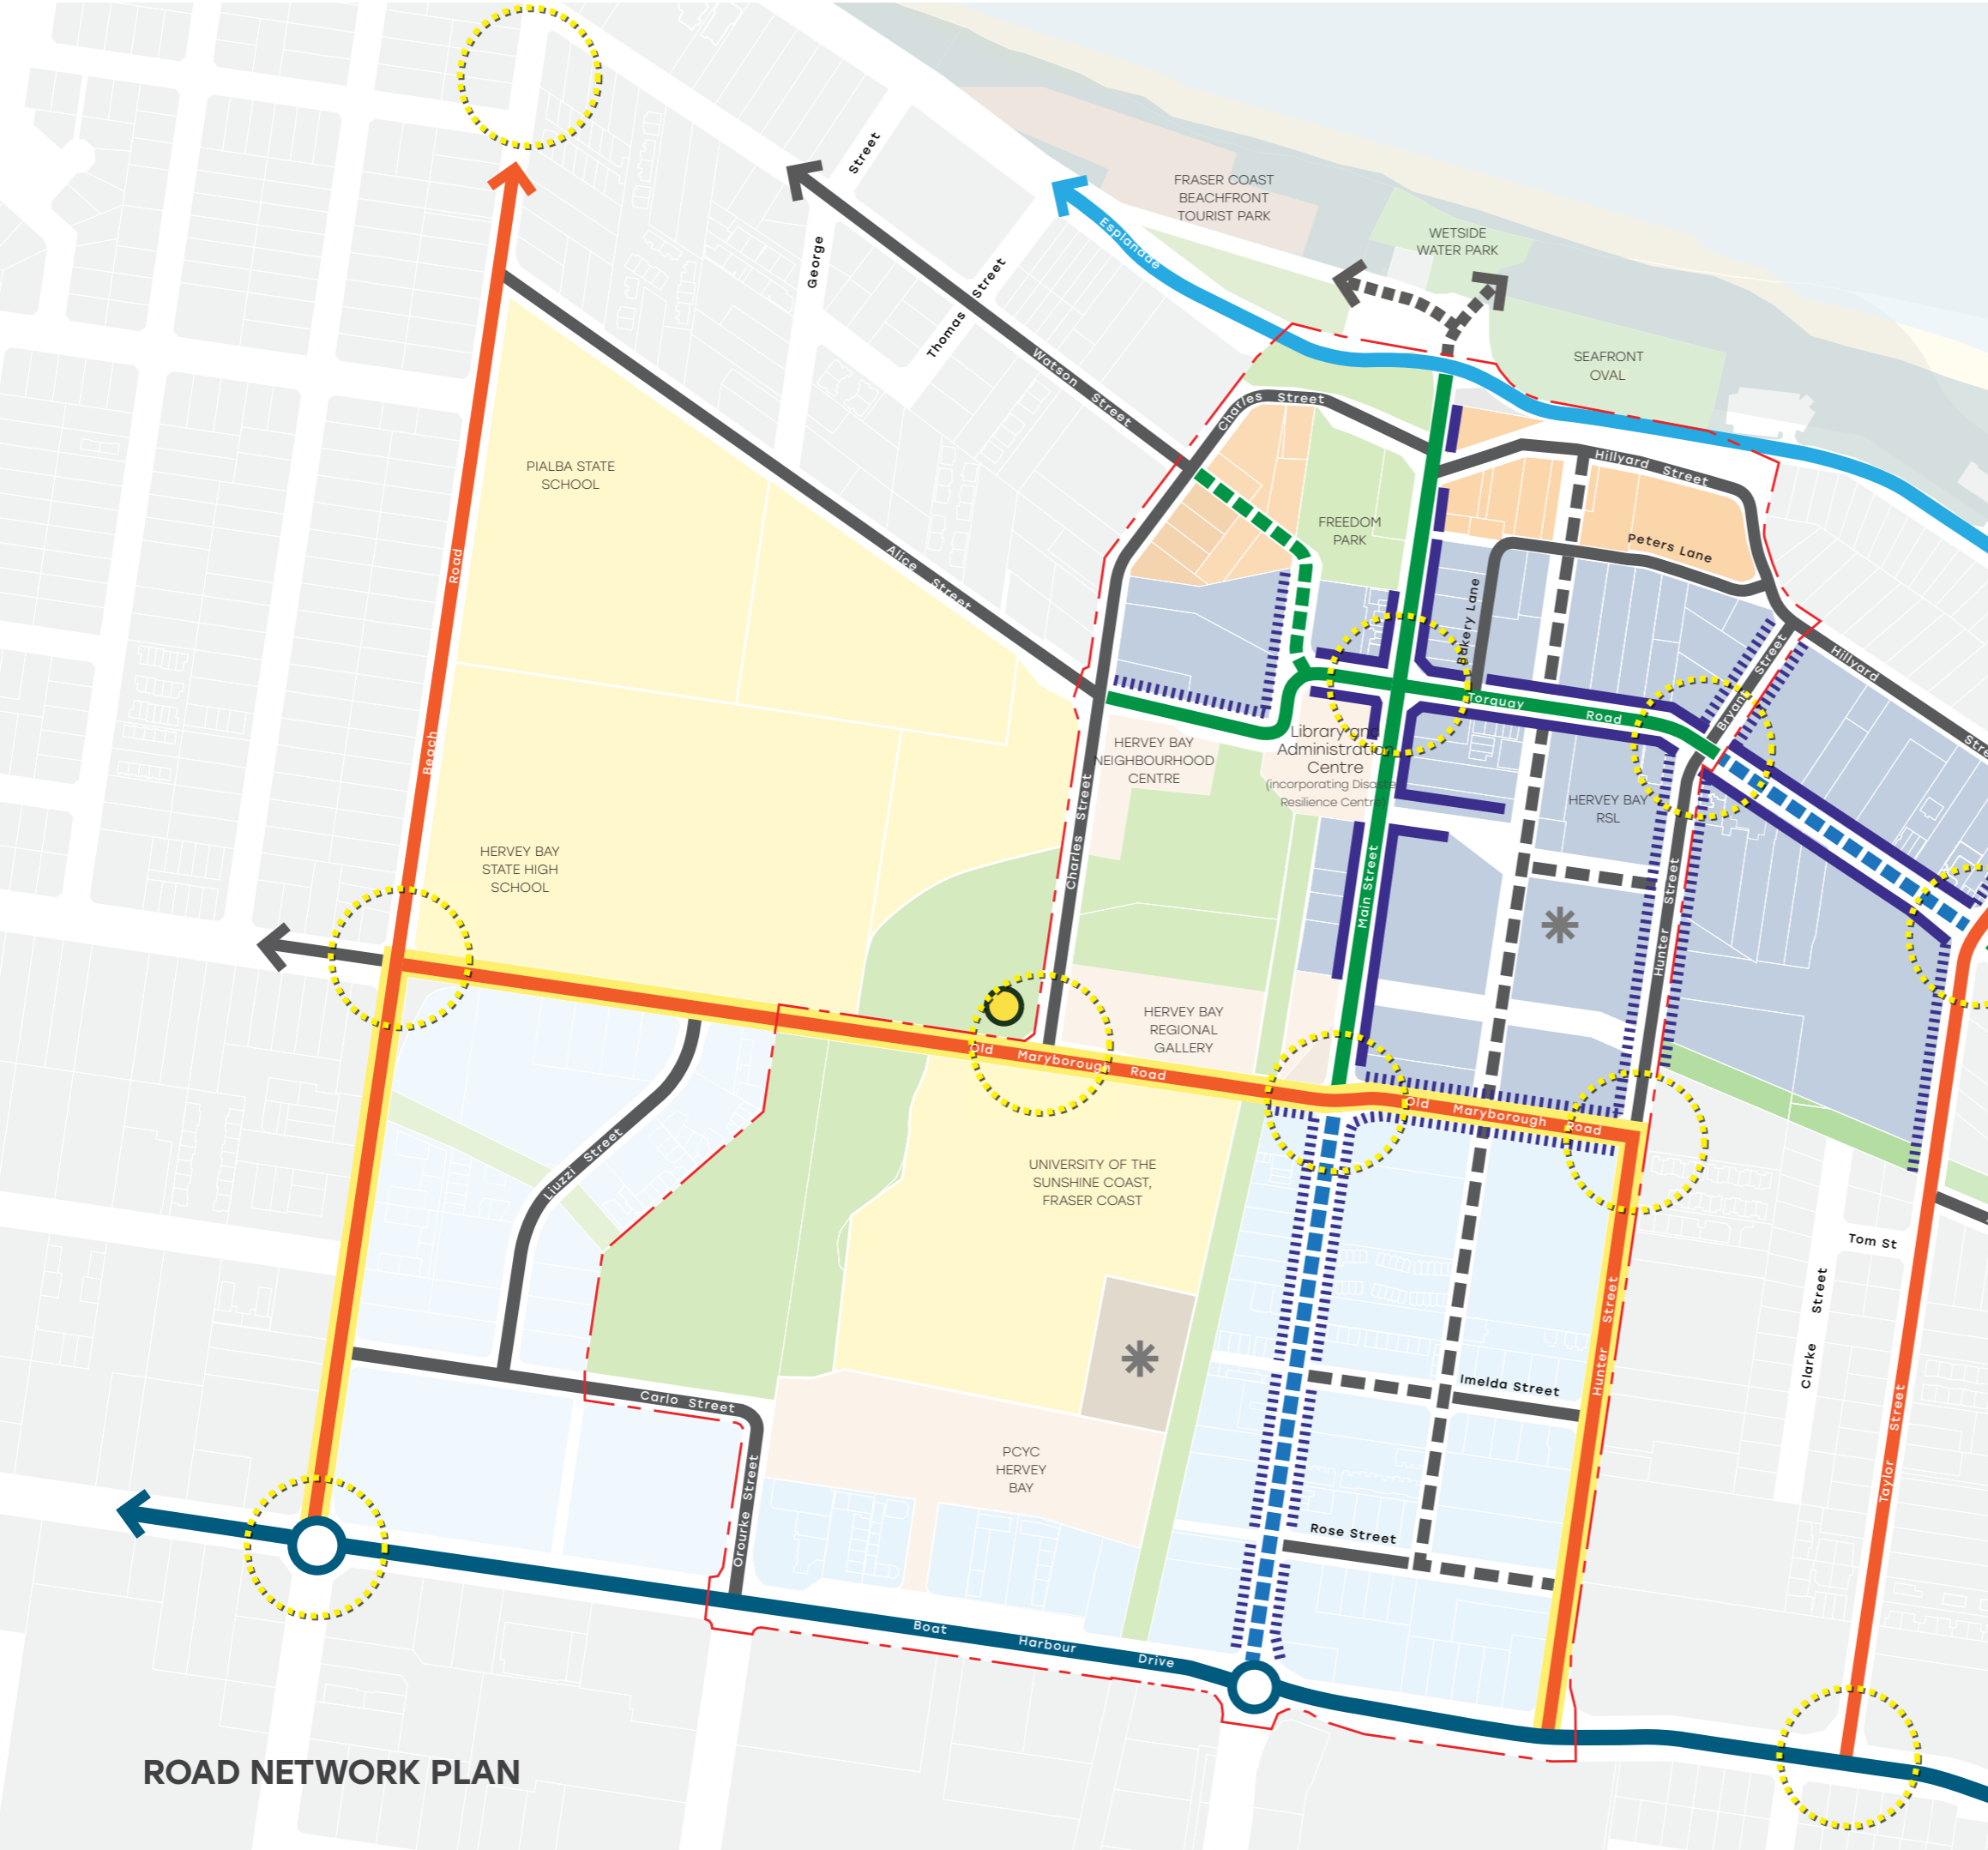 Street
George
Thomas Street
Esplanade
FRASER COAST
BEACHFRONT
TOURIST PARK
WETSIDE
WATER PARK
SEAFRONT
OVAL
Watson Street
Charles Street
Hillyard Street
PIALBA STATE
SCHOOL
FREEDOM
PARK
Peters Lane
Road
Alice Street
Bakery Lane
Bryant Street
Hillyard
Torquay Road
Beach
Library and
Administration
Centre
(incorporating Disaster
Resilience Centre)
HERVEY BAY
NEIGHBOURHOOD
CENTRE
Charles Street
HERVEY BAY
RSL
HERVEY BAY
STATE HIGH
SCHOOL
Main Street
Hunter Street
HERVEY BAY
REGIONAL
GALLERY
Old Maryborough Road
Old Maryborough Road
Liuzzi Street
UNIVERSITY OF THE
SUNSHINE COAST,
FRASER COAST
Tom St
Clarke Street
Hunter Street
Imelda Street
Carlo Street
Taylor Street
PCYC
HERVEY
BAY
Orourke Street
Rose Street
Boat Harbour Drive
ROAD NETWORK PLAN